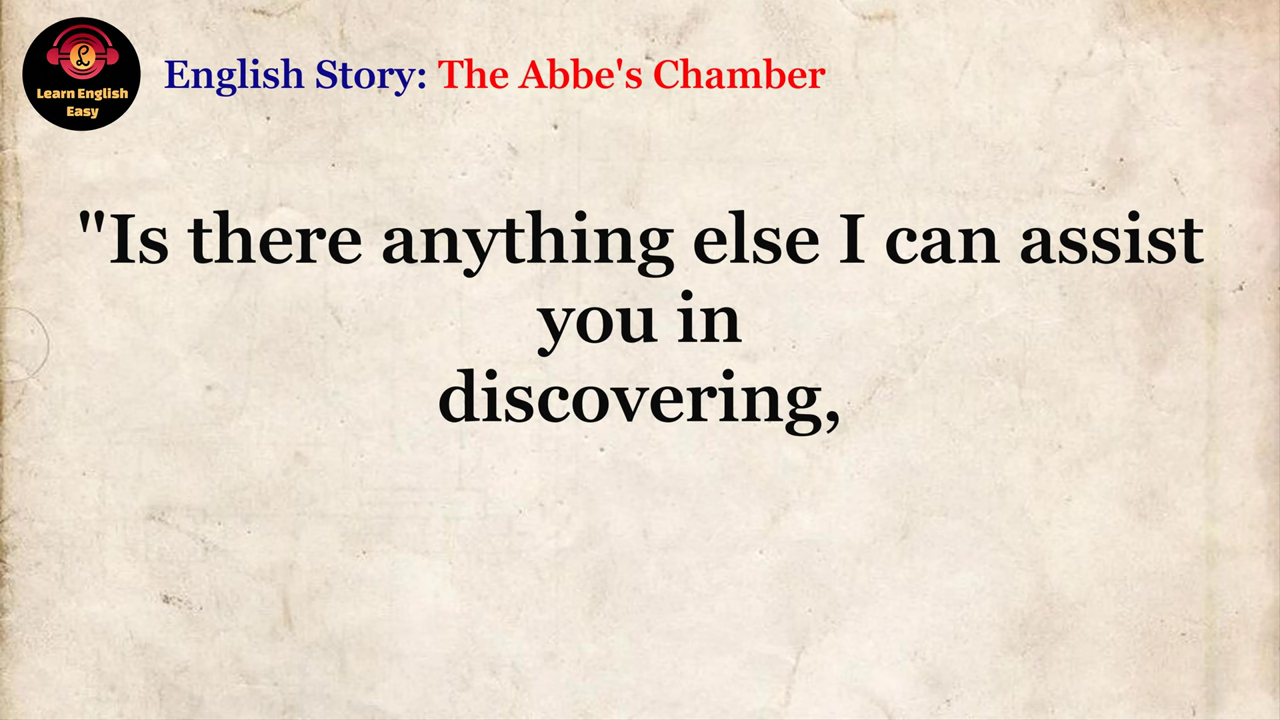 Learn English
Easy
English Story: The Abbe's Chamber
"Is there anything else I can assist
you in
discovering,